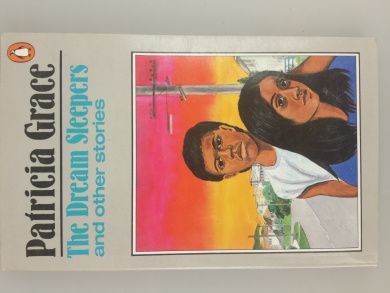 Patricia Grace
The Dream Sleepers
and other stories